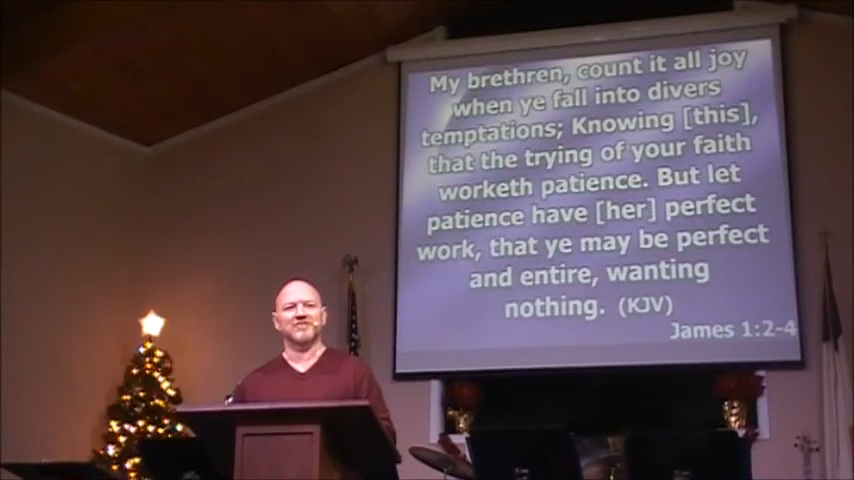 My brethren, count it all joy
when ye fall into divers
temptations; Knowing [this],
that the trying of your faith
worketh patience. But let
patience have [her] perfect
work, that ye may be perfect
and entire, wanting
nothing. (KJV)
James 1:2-4